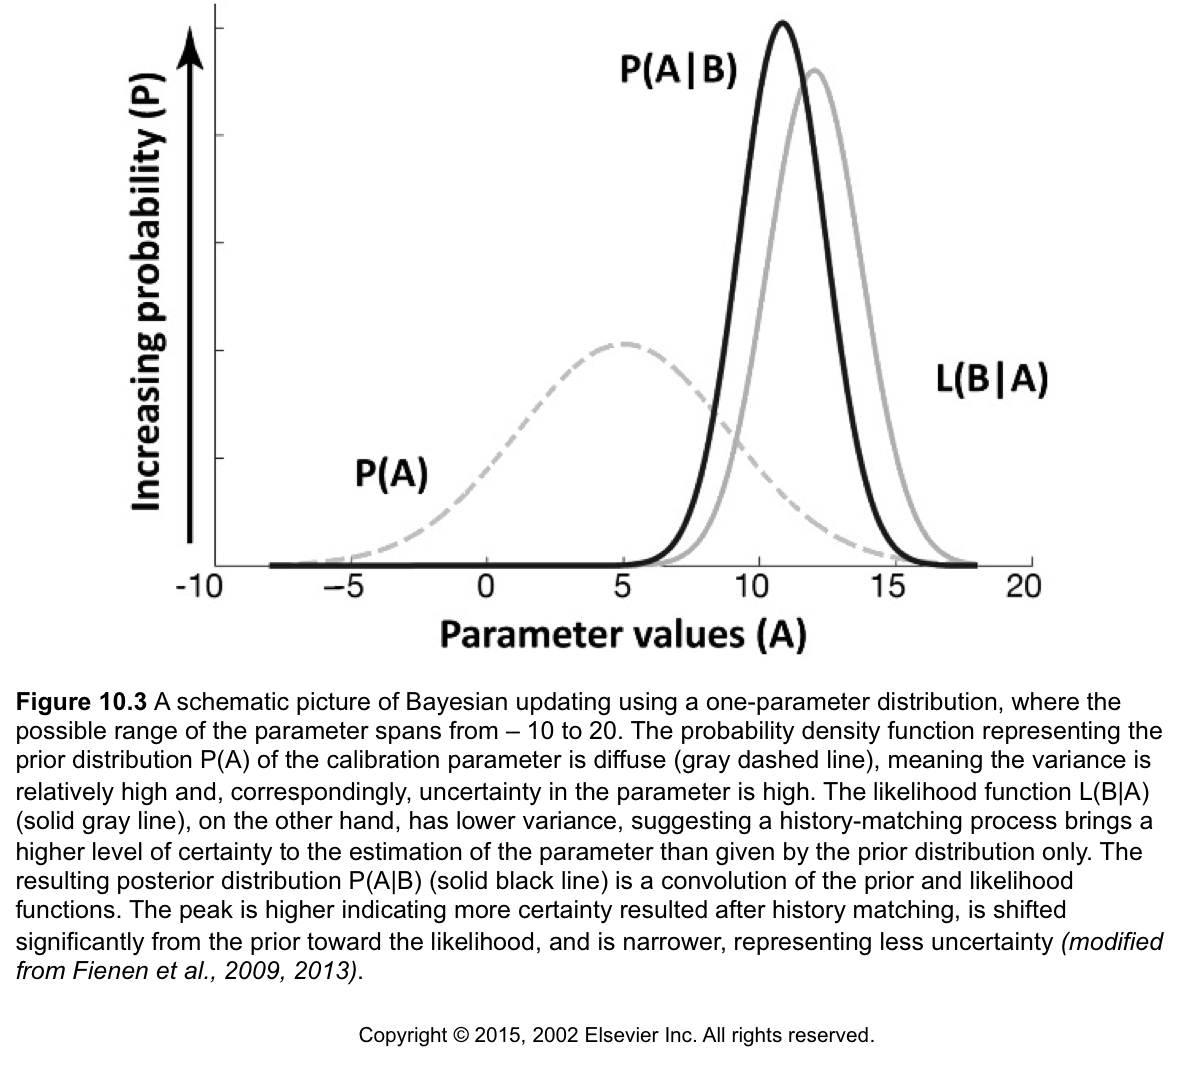 P(A|B)
Increasing probability (P)
L(B|A)
P(A)
-10
–5
0
5
10
15
20
Parameter values (A)
Figure 10.3 A schematic picture of Bayesian updating using a one-parameter distribution, where the
possible range of the parameter spans from – 10 to 20. The probability density function representing the
prior distribution P(A) of the calibration parameter is diffuse (gray dashed line), meaning the variance is
relatively high and, correspondingly, uncertainty in the parameter is high. The likelihood function L(B|A)
(solid gray line), on the other hand, has lower variance, suggesting a history-matching process brings a
higher level of certainty to the estimation of the parameter than given by the prior distribution only. The
resulting posterior distribution P(A|B) (solid black line) is a convolution of the prior and likelihood
functions. The peak is higher indicating more certainty resulted after history matching, is shifted
significantly from the prior toward the likelihood, and is narrower, representing less uncertainty (modified
from Fienen et al., 2009, 2013).
Copyright © 2015, 2002 Elsevier Inc. All rights reserved.